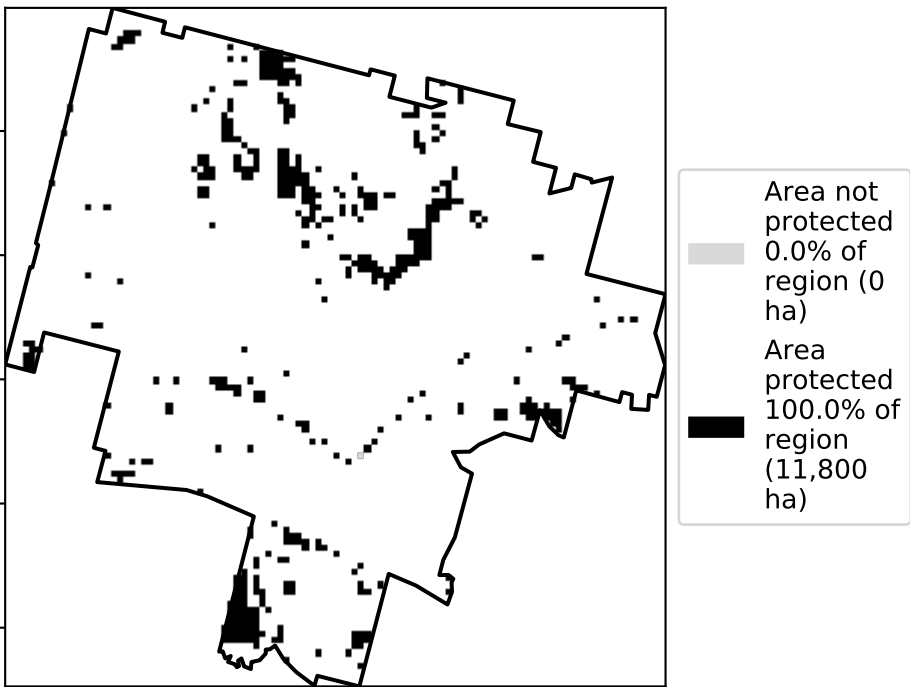 Area not
protected
0.0% of
region (0
ha)
Area
protected
100.0% of
region
(11,800
ha)